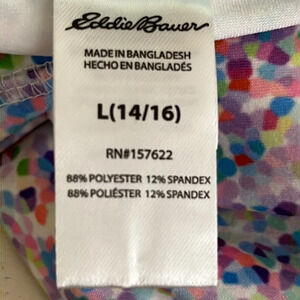 Eddie Bauer
MADE IN BANGLADESH
HECHO EN BANGLADÉS
L(14/16)
RN#157622
88% POLYESTER 12% SPANDEX
88% POLIÉSTER 12% SPANDEX